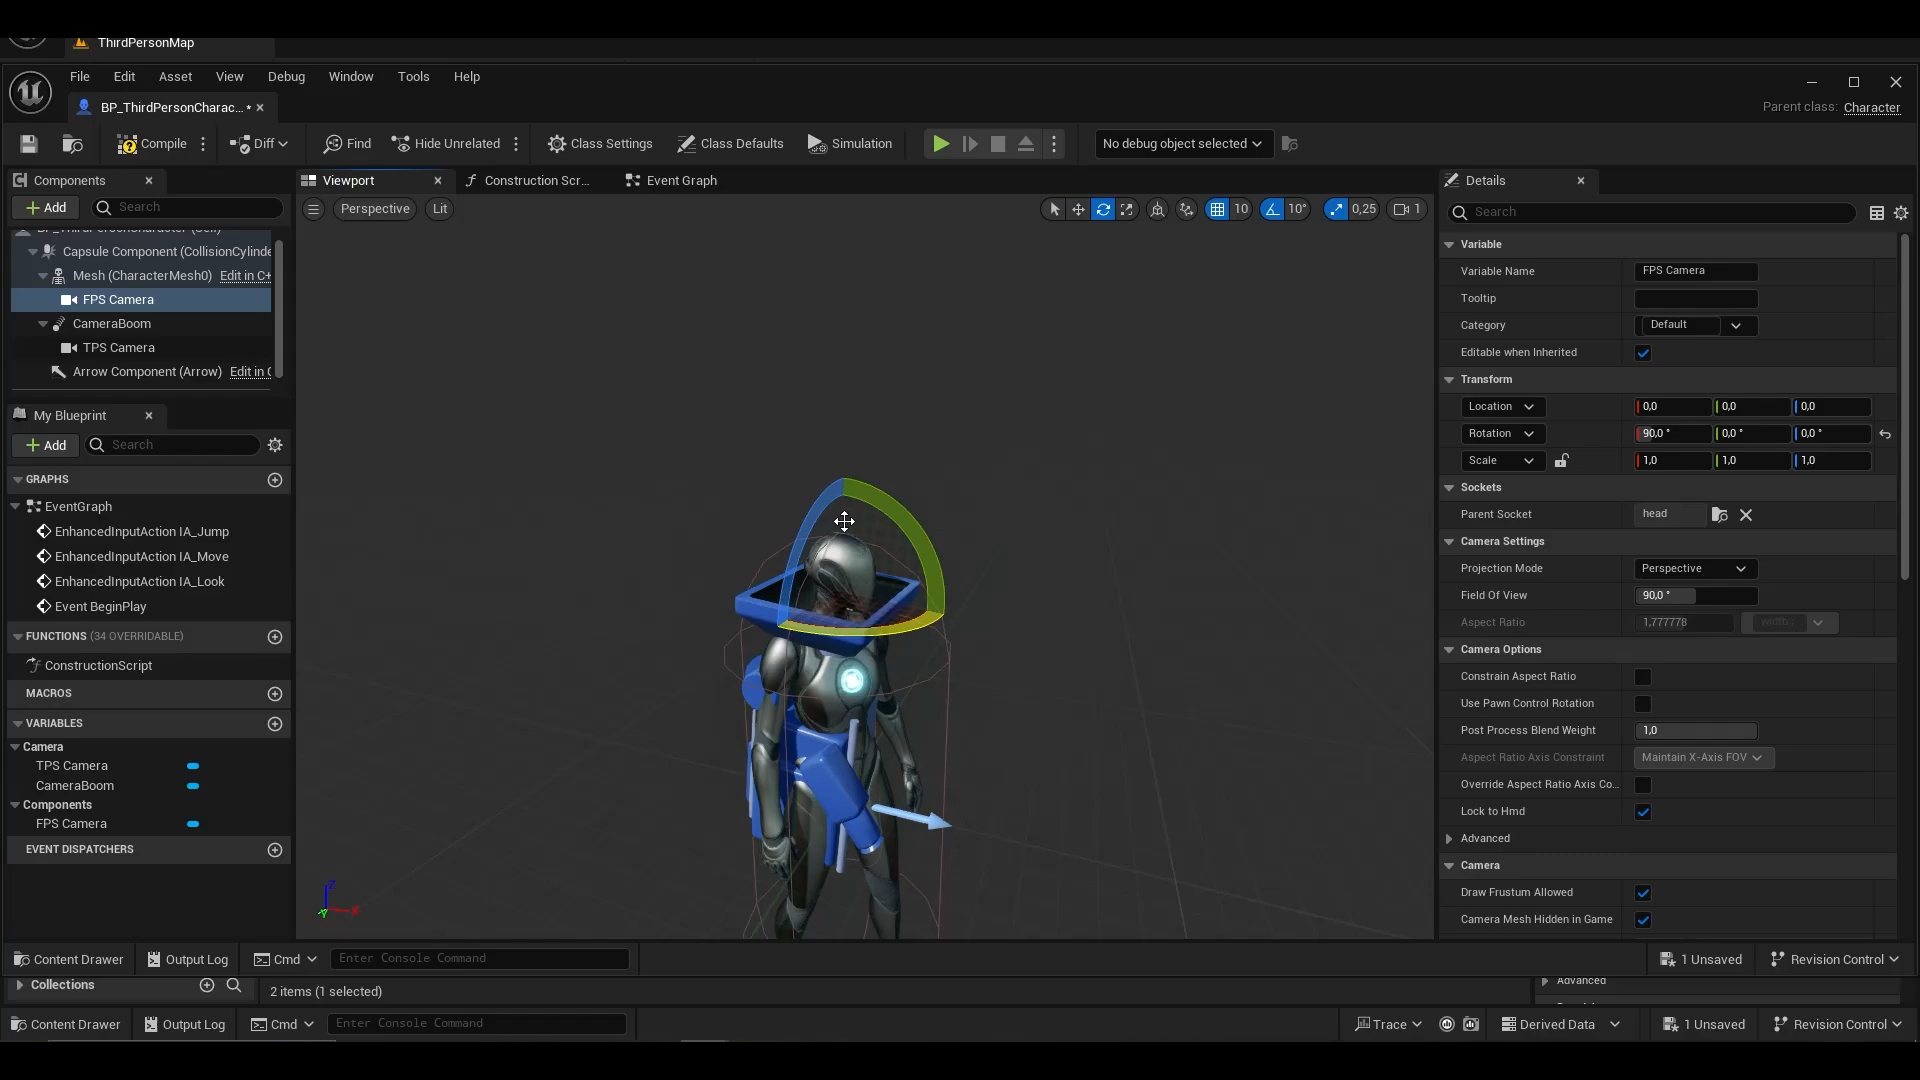 ThirdPersonMap
File Edit Asset View Debug Window Tools Help
BP_ThirdPersonCharac... •
Parent class: Character
Compile
Diff
Find
Hide Unrelated
Class Settings
Class Defaults
Simulation
No debug object selected
Components
Add
Search
BP_ThirdPersonCharacter (Self)
Capsule Component (CollisionCylinde
Mesh (CharacterMesh0) Edit in C+
FPS Camera
CameraBoom
TPS Camera
Arrow Component (Arrow) Edit in C
My Blueprint
Add
Search
GRAPHS
EventGraph
EnhancedInputAction IA_Jump
EnhancedInputAction IA_Move
EnhancedInputAction IA_Look
Event BeginPlay
FUNCTIONS (34 OVERRIDABLE)
ConstructionScript
MACROS
VARIABLES
Camera
TPS Camera
CameraBoom
Components
FPS Camera
EVENT DISPATCHERS
Viewport
Construction Scr...
Event Graph
Perspective
Lit
10
10°
0,25
1
Z
Y
X
Details
Search
Variable
Variable Name FPS Camera
Tooltip
Category Default
Editable when Inherited
Transform
Location 0,0 0,0 0,0
Rotation 90,0 ° 0,0 ° 0,0 °
Scale 1,0 1,0 1,0
Sockets
Parent Socket head
Camera Settings
Projection Mode Perspective
Field Of View 90,0 °
Aspect Ratio 1,777778
Camera Options
Constrain Aspect Ratio
Use Pawn Control Rotation
Post Process Blend Weight 1,0
Aspect Ratio Axis Constraint Maintain X-Axis FOV
Override Aspect Ratio Axis Co...
Lock to Hmd
Advanced
Camera
Draw Frustum Allowed
Camera Mesh Hidden in Game
Content Drawer
Output Log
Cmd
Enter Console Command
1 Unsaved
Revision Control
Collections
2 items (1 selected)
Advanced
Content Drawer
Output Log
Cmd
Enter Console Command
Trace
Derived Data
1 Unsaved
Revision Control